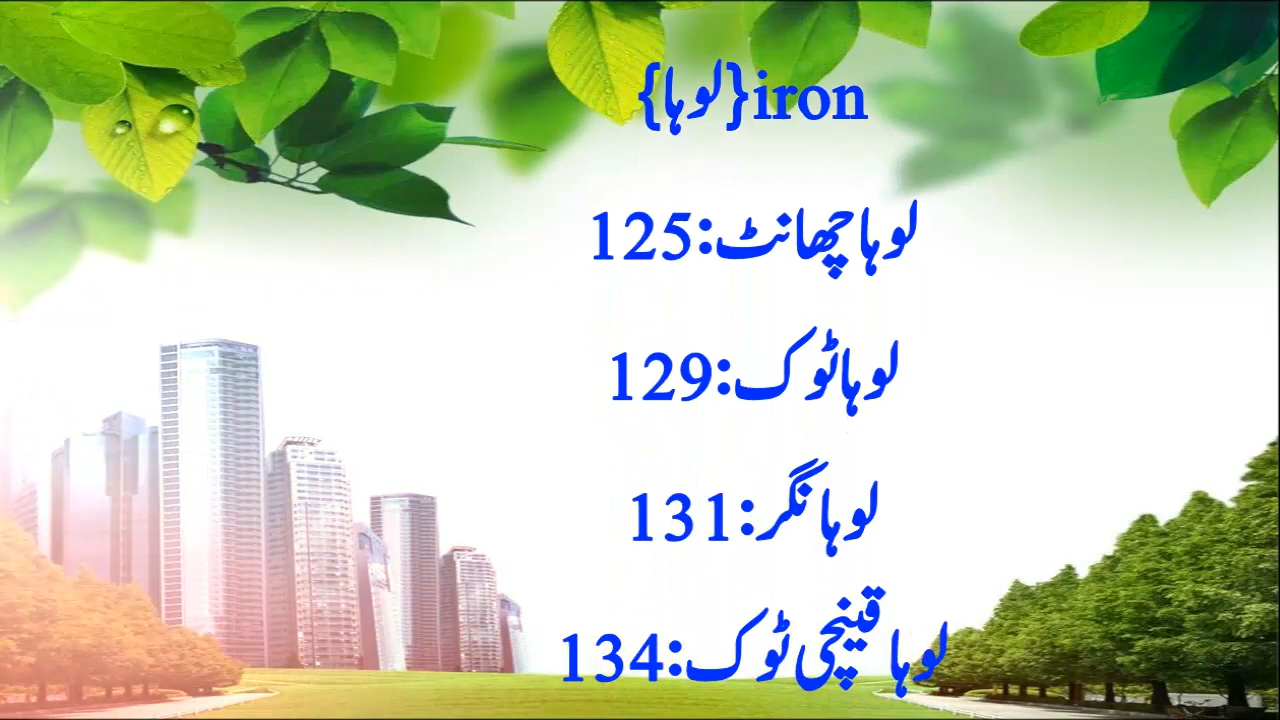 iron{لوہا}
لوہا چھانٹ:125
لوہا ٹوک:129
لوہا نگر:131
لوہا قینچی ٹوک:134